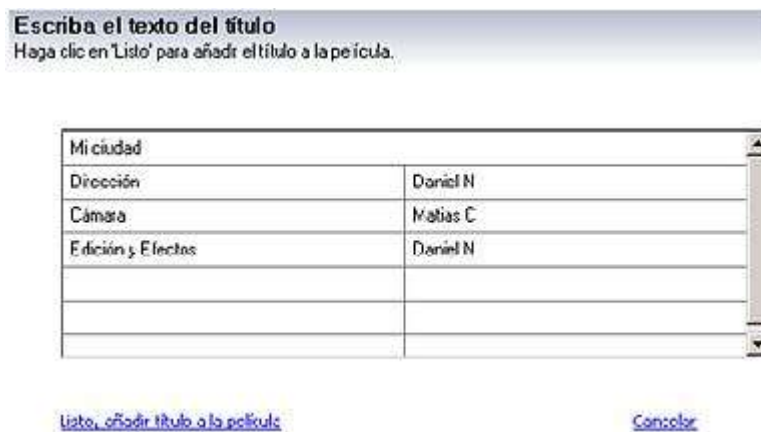 Escriba el texto del título
Haga clic en 'Listo' para añadir el título a la película.
Mi ciudad
Dirección Daniel N
Cámara Matias C
Edición y Efectos Daniel N
Listo, añadir título a la película Cancelar